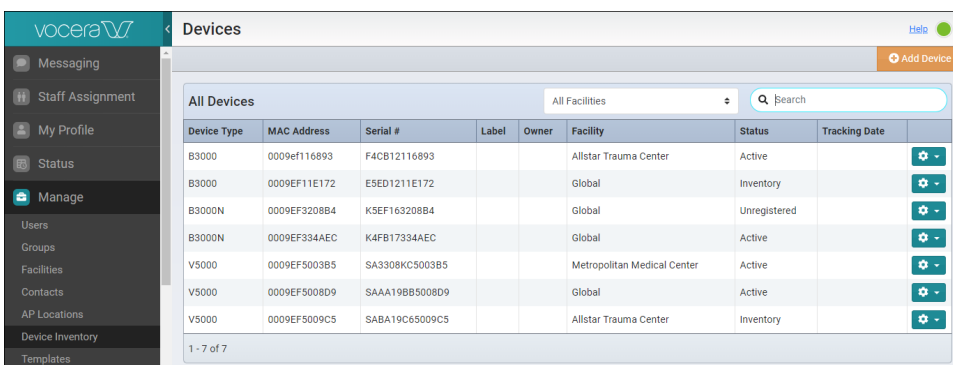 vocera
Devices
Help
Add Device
Messaging
Staff Assignment
My Profile
Status
Manage
Users
Groups
Facilities
Contacts
AP Locations
Device Inventory
Templates
All Devices
All Facilities
Search
Device Type MAC Address Serial # Label Owner Facility Status Tracking Date
B3000 0009ef116893 F4CB12116893 Allstar Trauma Center Active
B3000 0009EF11E172 E5ED1211E172 Global Inventory
B3000N 0009EF3208B4 K5EF163208B4 Global Unregistered
B3000N 0009EF334AEC K4FB17334AEC Global Active
V5000 0009EF5003B5 SA3308KC5003B5 Metropolitan Medical Center Active
V5000 0009EF5008D9 SAAA19BB5008D9 Global Active
V5000 0009EF5009C5 SABA19C65009C5 Allstar Trauma Center Inventory
1 - 7 of 7